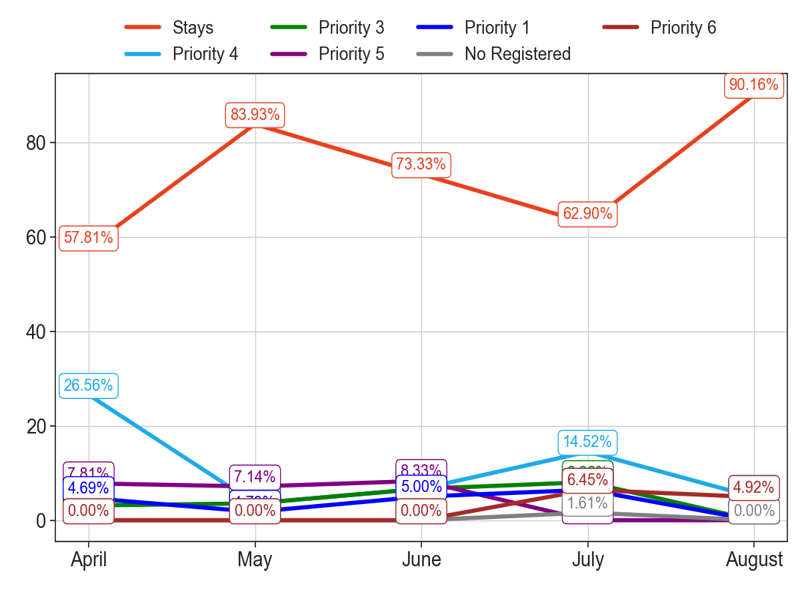 Stays Priority 3 Priority 1 Priority 6
Priority 4 Priority 5 No Registered
90.16%
83.93%
80
73.33%
62.90%
60
57.81%
40
26.56%
20
14.52%
7.81% 7.14% 8.33%
4.69% 5.00% 6.45% 4.92%
0.00% 0.00% 0.00% 1.61% 0.00%
0
April May June July August